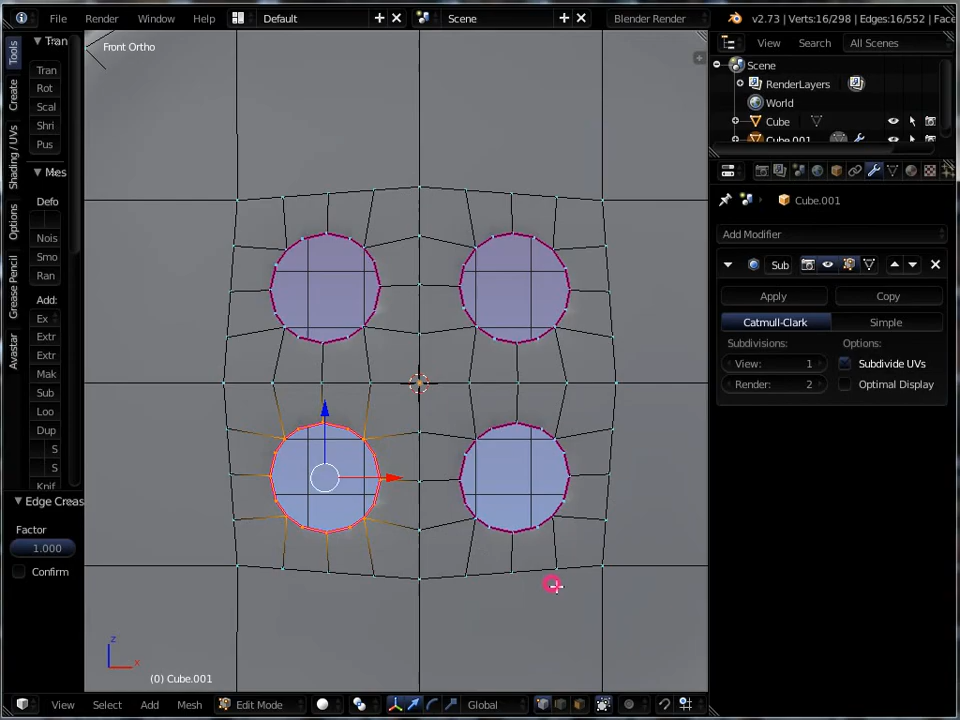 File Render Window Help Default Scene Blender Render v2.73 | Verts:16/298 | Edges:16/552 | Face
Front Ortho
Tools
Create
Shading / UVs
Options
Grease Pencil
Avastar
Tran
Tran
Rot
Scal
Shri
Pus
Mes
Defo
Nois
Smo
Ran
Add:
Ex
Extr
Extr
Mak
Sub
Loo
Dup
S
S
Knif
Edge Creas
Factor
1.000
Confirm
z
x
(0) Cube.001
View Select Add Mesh Edit Mode Global
View Search All Scenes
Scene
RenderLayers
World
Cube
Cube.001
Cube.001
Add Modifier
Sub
Apply Copy
Catmull-Clark Simple
Subdivisions: Options:
View: 1 Subdivide UVs
Render: 2 Optimal Display